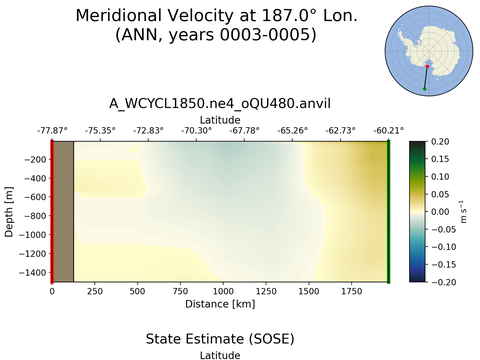 Meridional Velocity at 187.0° Lon.
(ANN, years 0003-0005)
A_WCYCL1850.ne4_oQU480.anvil
Latitude
-77.87° -75.35° -72.83° -70.30° -67.78° -65.26° -62.73° -60.21°
Depth [m]
−200
−400
−600
−800
−1000
−1200
−1400
0 250 500 750 1000 1250 1500 1750
Distance [km]
0.20
0.15
0.10
0.05
0.00
−0.05
−0.10
−0.15
−0.20
m s⁻¹
State Estimate (SOSE)
Latitude